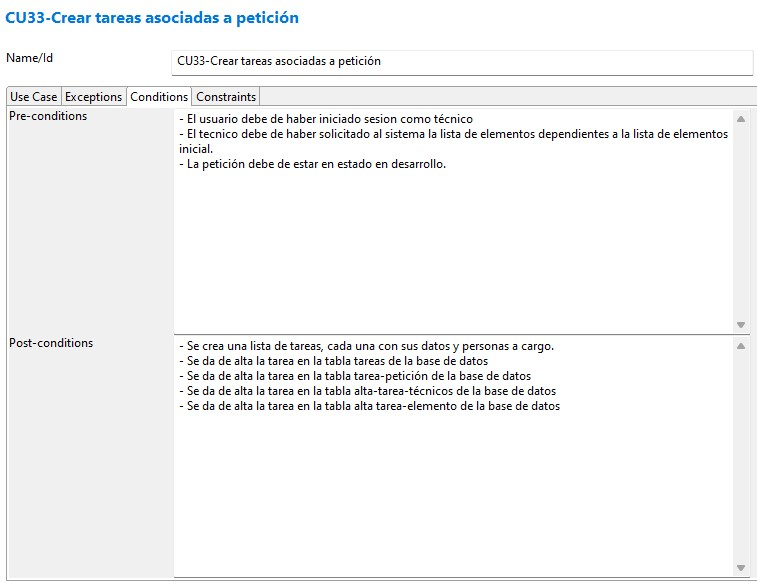 CU33-Crear tareas asociadas a petición
Name/Id
CU33-Crear tareas asociadas a petición
Use Case Exceptions Conditions Constraints
Pre-conditions
- El usuario debe de haber iniciado sesion como técnico
- El tecnico debe de haber solicitado al sistema la lista de elementos dependientes a la lista de elementos
inicial.
- La petición debe de estar en estado en desarrollo.
Post-conditions
- Se crea una lista de tareas, cada una con sus datos y personas a cargo.
- Se da de alta la tarea en la tabla tareas de la base de datos
- Se da de alta la tarea en la tabla tarea-petición de la base de datos
- Se da de alta la tarea en la tabla alta-tarea-técnicos de la base de datos
- Se da de alta la tarea en la tabla alta tarea-elemento de la base de datos